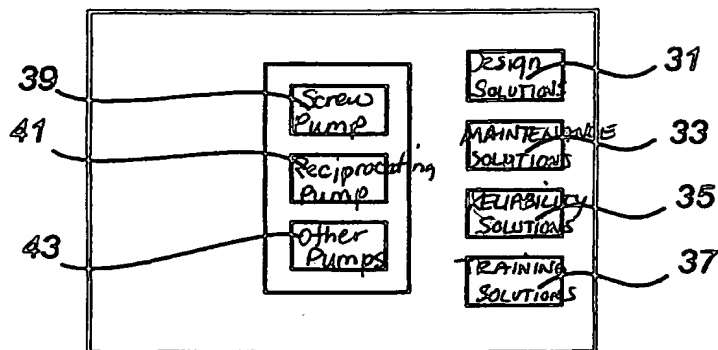 39
Screw
Pump
41
Reciprocating
Pump
43
Other
Pumps
Design
SOLUTIONS
31
MAINTENANCE
SOLUTIONS
33
RELIABILITY
SOLUTIONS
35
TRAINING
SOLUTIONS
37